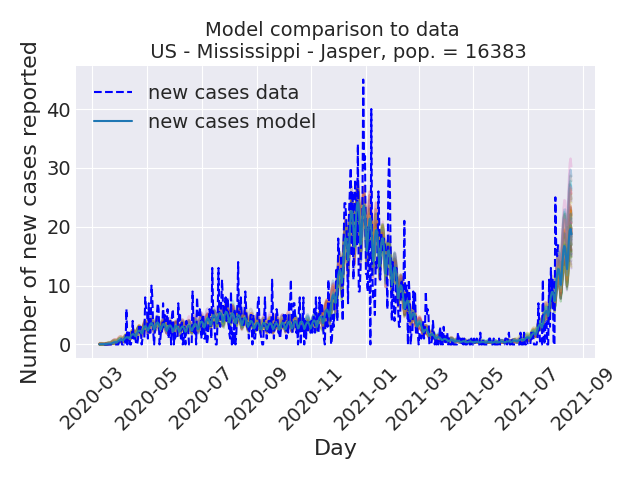 Model comparison to data
US - Mississippi - Jasper, pop. = 16383
Number of new cases reported
new cases data
new cases model
40
30
20
10
0
2020-03
2020-05
2020-07
2020-09
2020-11
2021-01
2021-03
2021-05
2021-07
2021-09
Day